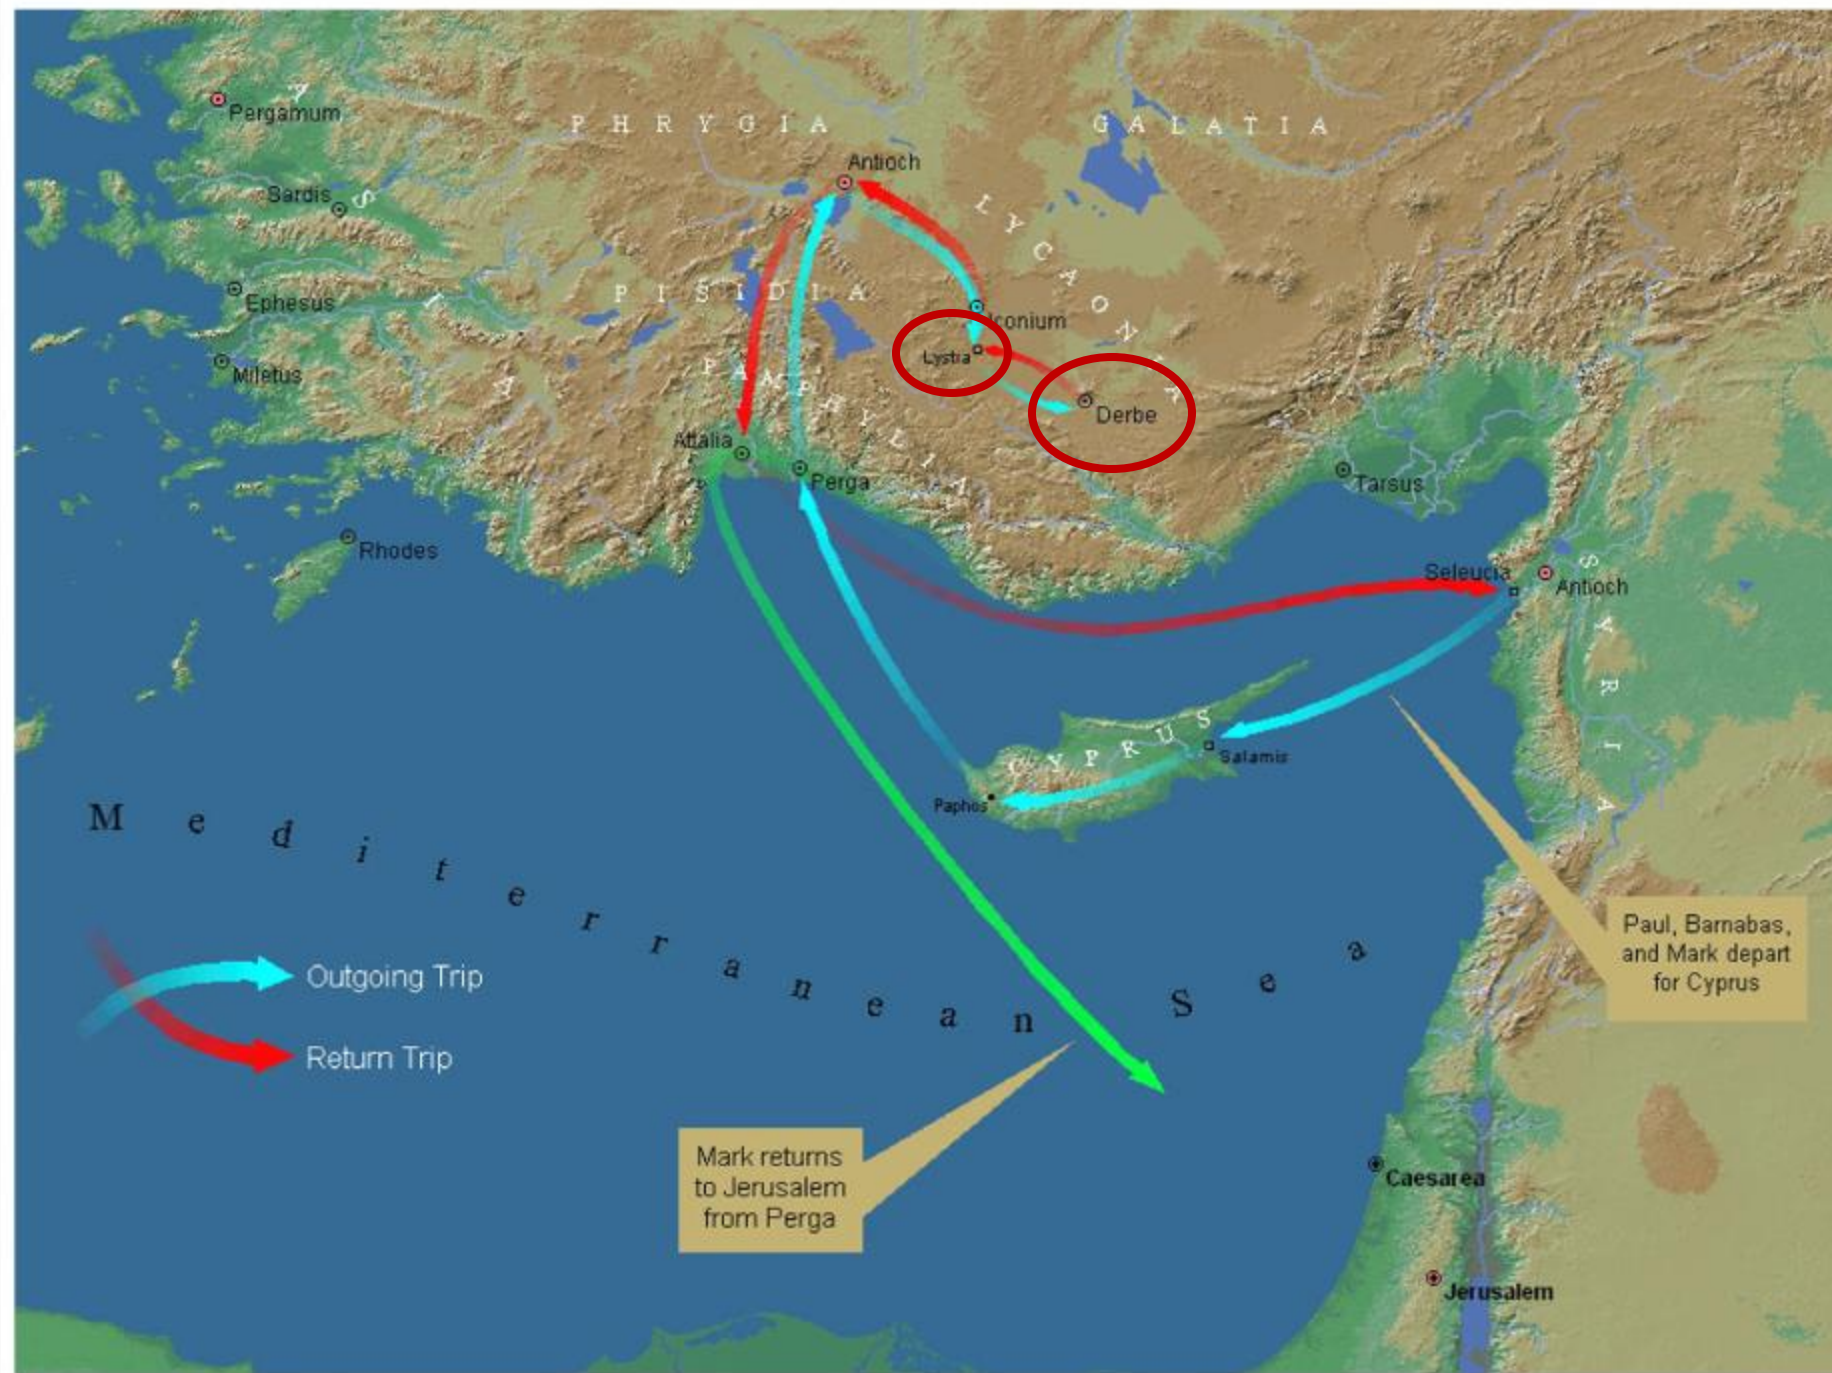 PHRYGIA
GALATIA
ASIA
Pergamum
Antioch
Sardis
LYCAONIA
Ephesus
PISIDIA
Iconium
Lystra
Miletus
PAMPHYLIA
Derbe
Attalia
Perga
Tarsus
Rhodes
Seleucia
Antioch
SYRIA
CYPRUS
Salamis
Paphos
Mediterranean Sea
Paul, Barnabas,
and Mark depart
for Cyprus
Outgoing Trip
Return Trip
Mark returns
to Jerusalem
from Perga
Caesarea
Jerusalem